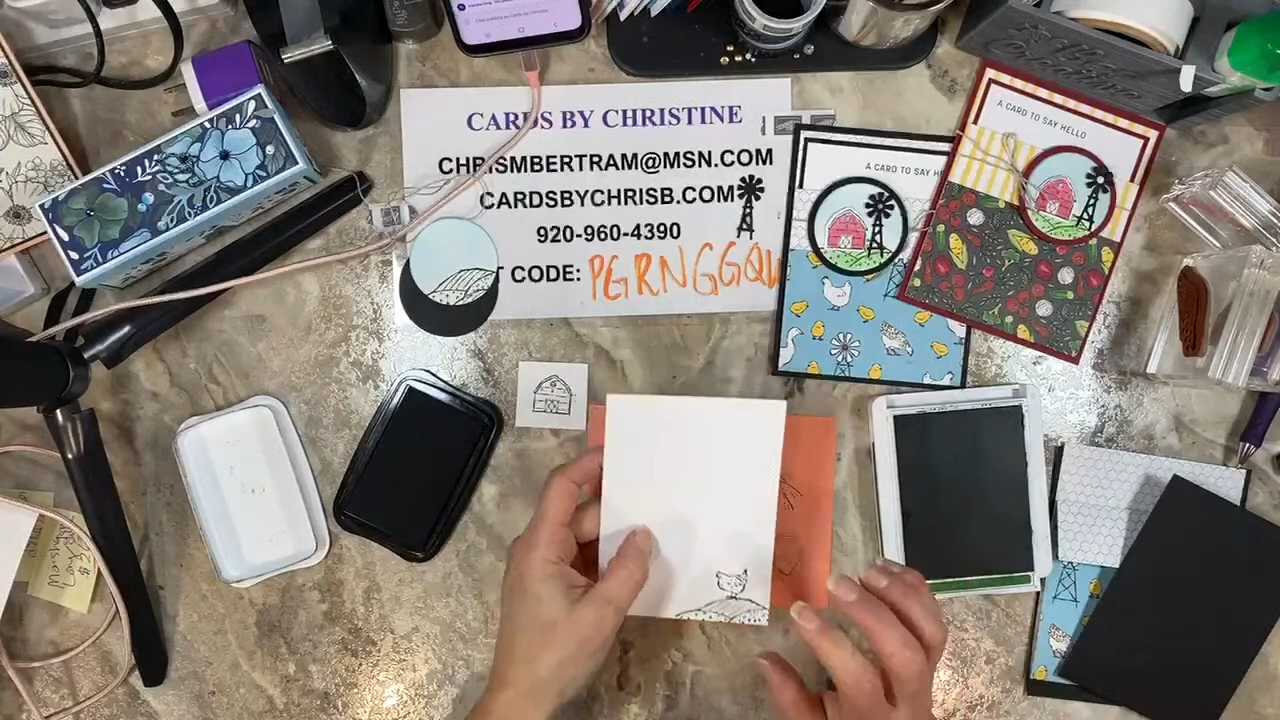 CARDS BY CHRISTINE
CHRISMBERTRAM@MSN.COM
CARDSBYCHRISB.COM
920-960-4390
T CODE: PGRNGGQW
A CARD TO SAY HELLO
A CARD TO SAY HE